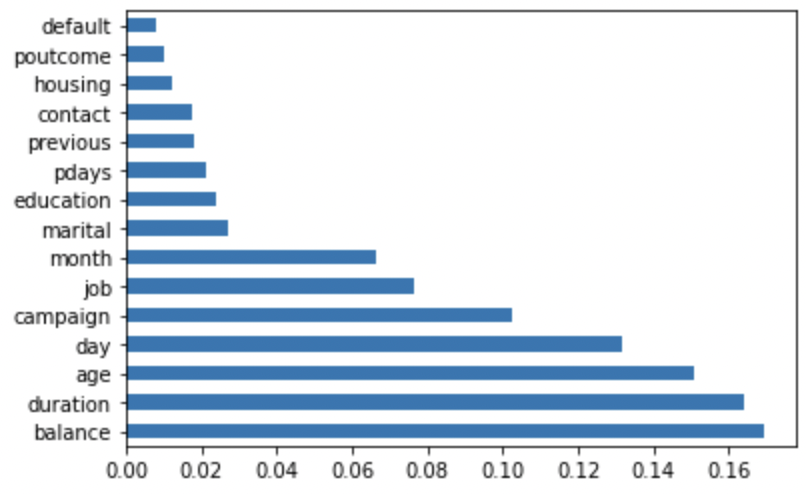 default
poutcome
housing
contact
previous
pdays
education
marital
month
job
campaign
day
age
duration
balance
0.00 0.02 0.04 0.06 0.08 0.10 0.12 0.14 0.16